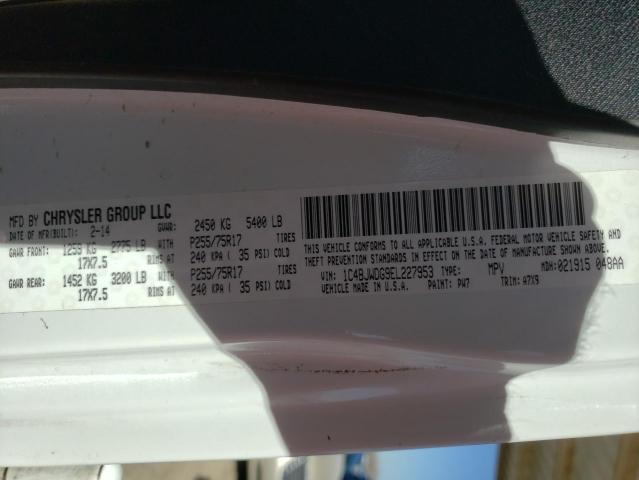 MFD BY CHRYSLER GROUP LLC
DATE OF MFR(BUILT): 2-14 GVWR: 2450 KG 5400 LB
GAWR FRONT: 1259 KG 2775 LB WITH P255/75R17 TIRES
17X7.5 RIMS AT 240 KPA ( 35 PSI) COLD
GAWR REAR: 1452 KG 3200 LB WITH P255/75R17 TIRES
17X7.5 RIMS AT 240 KPA ( 35 PSI) COLD
THIS VEHICLE CONFORMS TO ALL APPLICABLE U.S.A. FEDERAL MOTOR VEHICLE SAFETY AND
THEFT PREVENTION STANDARDS IN EFFECT ON THE DATE OF MANUFACTURE SHOWN ABOVE.
VIN: 1C4BJWDG9EL227953 TYPE: MPV MDH: 021915 048AA
VEHICLE MADE IN U.S.A. PAINT: PW7 TRIM: A7X9